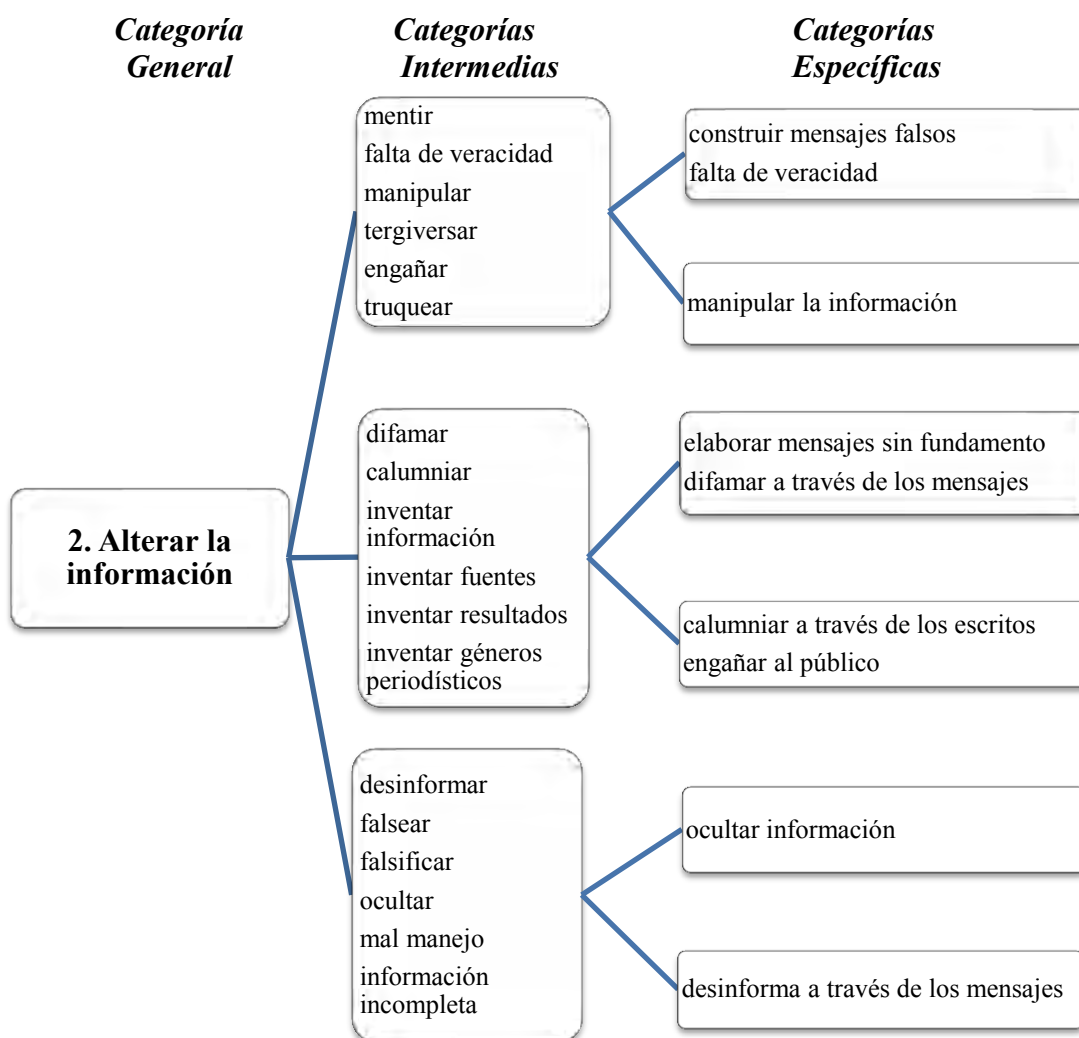 Categoría
General
Categorías
Intermedias
Categorías
Específicas
mentir
falta de veracidad
manipular
tergiversar
engañar
truquear
construir mensajes falsos
falta de veracidad
manipular la información
2. Alterar la
información
difamar
calumniar
inventar
información
inventar fuentes
inventar resultados
inventar géneros
periodísticos
elaborar mensajes sin fundamento
difamar a través de los mensajes
calumniar a través de los escritos
engañar al público
desinformar
falsear
falsificar
ocultar
mal manejo
información
incompleta
ocultar información
desinforma a través de los mensajes